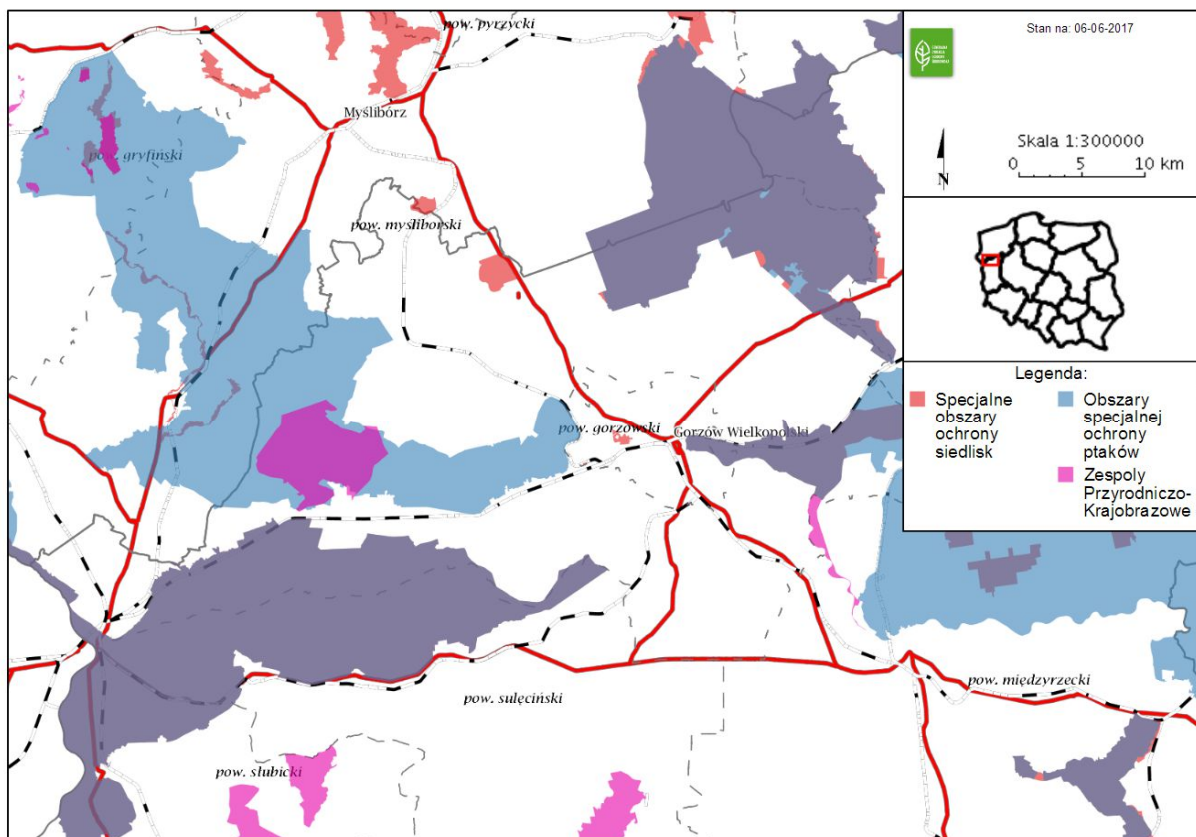 pow. pyrzycki
Myślibórz
pow. gryfiński
pow. myśliborski
pow. gorzowski
Gorzów Wielkopolski
pow. sulęciński
pow. międzyrzecki
pow. słubicki
Stan na: 06-06-2017
Skala 1:300000
0 5 10 km
N
Legenda:
Specjalne
obszary
ochrony
siedlisk
Obszary
specjalnej
ochrony
ptaków
Zespoly
Przyrodniczo-
Krajobrazowe